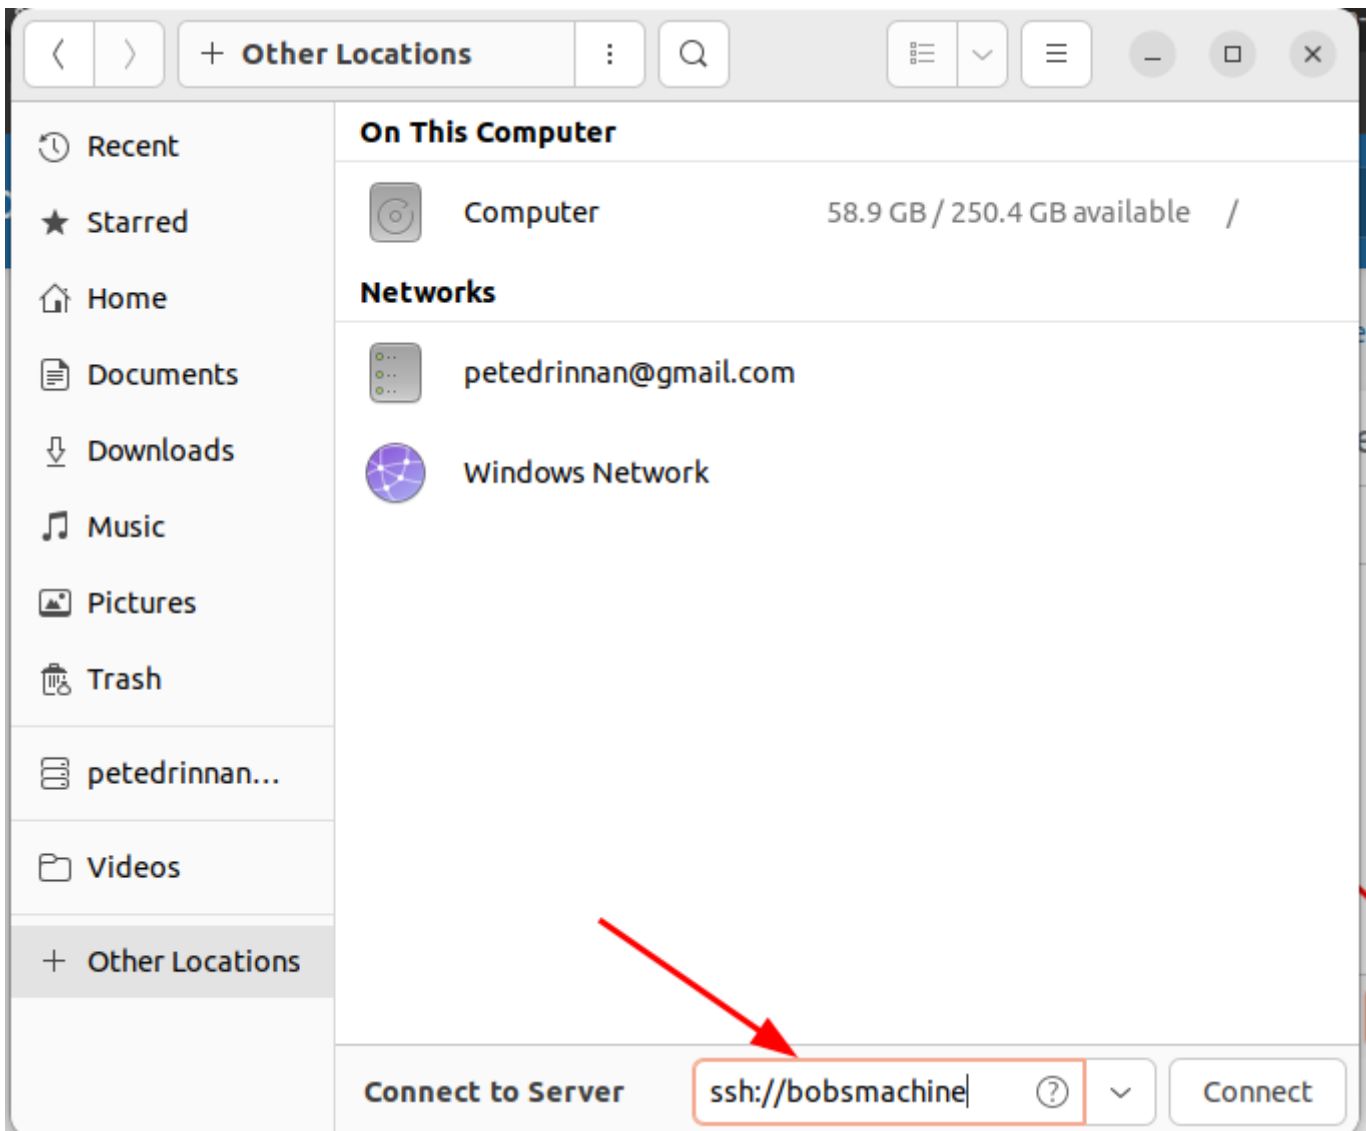 Other Locations
Recent
Starred
Home
Documents
Downloads
Music
Pictures
Trash
petedrinnan...
Videos
Other Locations
On This Computer
Computer 58.9 GB / 250.4 GB available /
Networks
petedrinnan@gmail.com
Windows Network
Connect to Server ssh://bobsmachine Connect